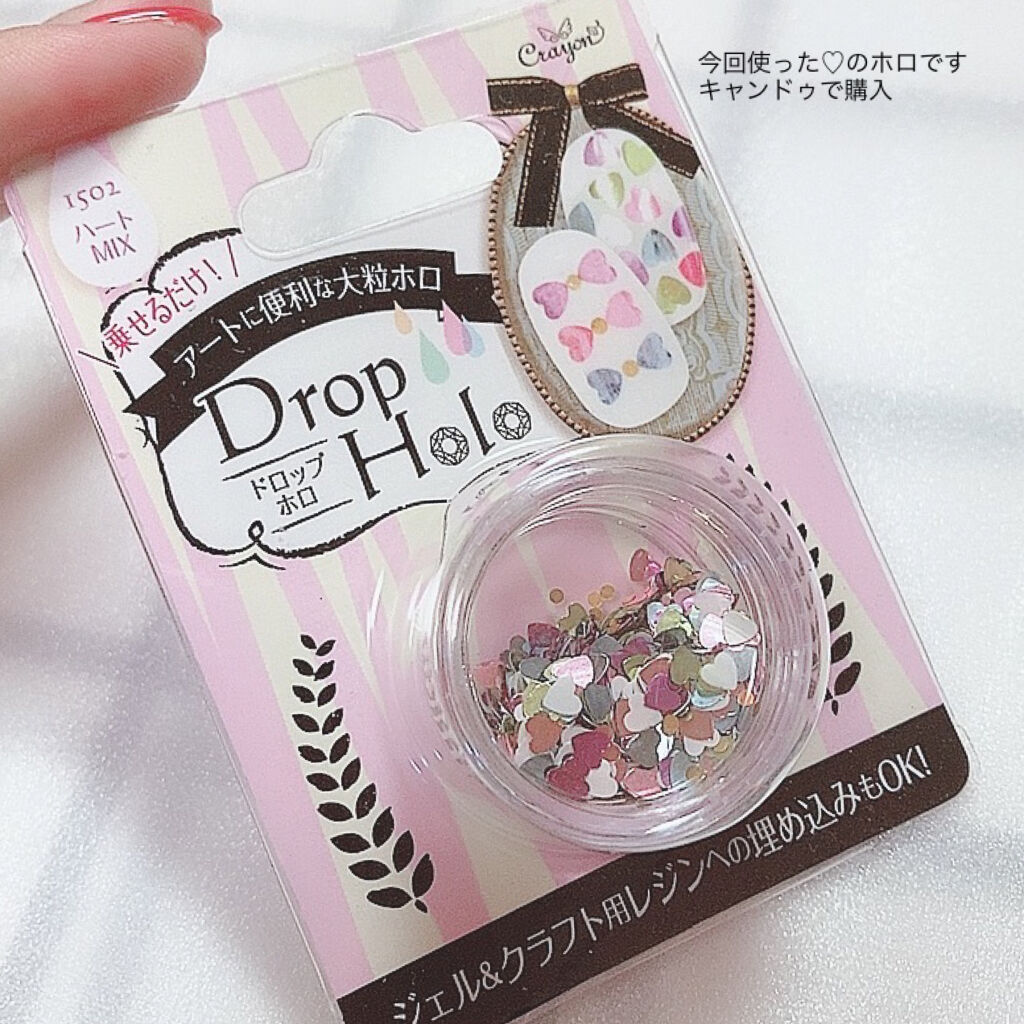 今回使った♡のホロです
キャンドゥで購入
Crayon
1502
ハート
MIX
乗せるだけ!
アートに便利な大粒ホロ
Drop
Holo
ドロップ
ホロ
ジェル&クラフト用レジンへの埋め込みもOK!